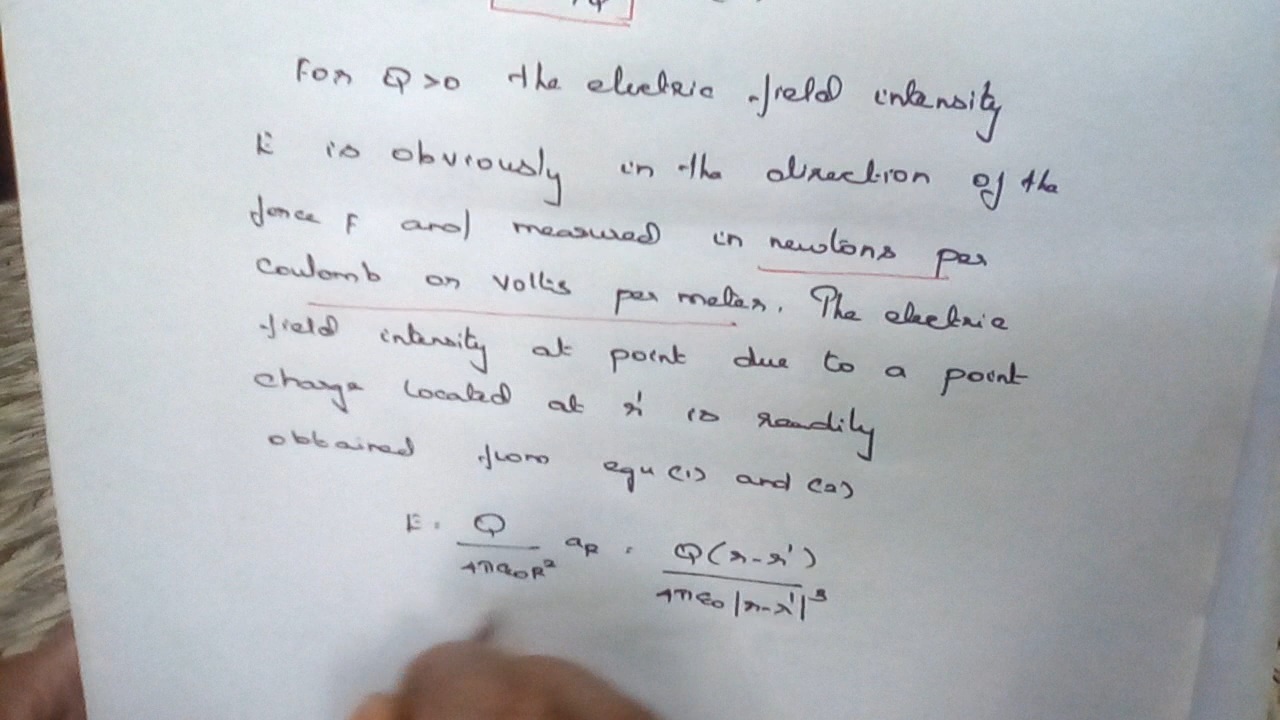 For Q>0 the electric field intensity
E is obviously in the direction of the
force F and measured in newtons per
Coulomb or volts per meter. The electric
field intensity at point due to a point
charge located at r' is readily
obtained from equ (1) and (2)
E = Q/4πε0R² aR = Q(r-r')/4πε0|r-r'|³